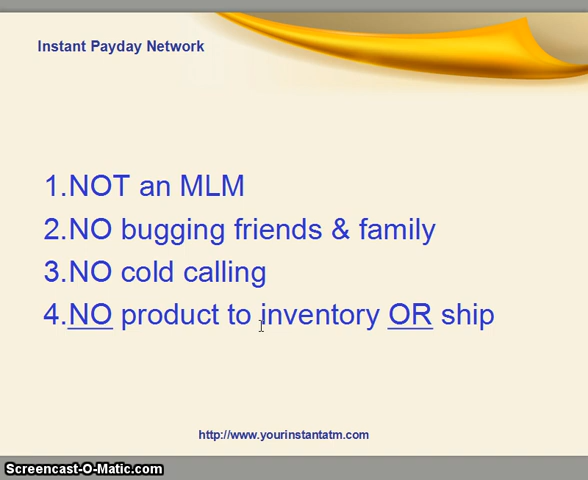 Instant Payday Network
1.NOT an MLM
2.NO bugging friends & family
3.NO cold calling
4.NO product to inventory OR ship
http://www.yourinstantatm.com
Screencast-O-Matic.com